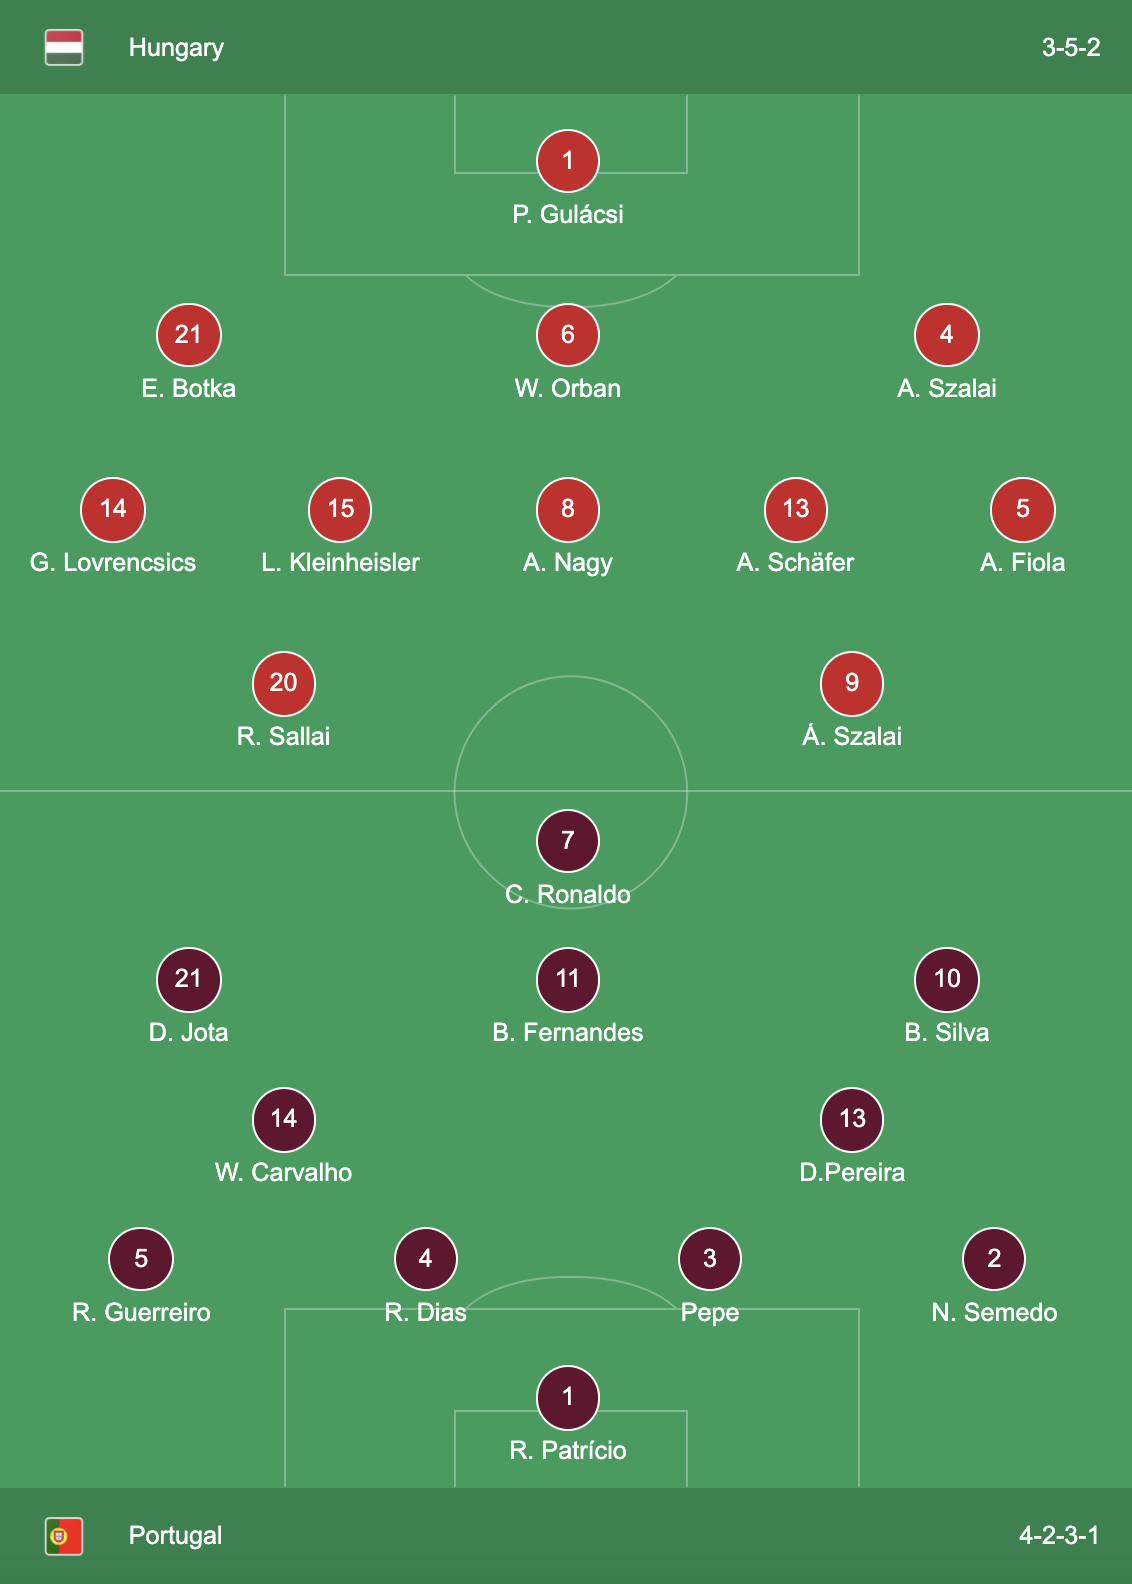 Hungary 3-5-2
1
P. Gulácsi
21 6 4
E. Botka W. Orban A. Szalai
14 15 8 13 5
G. Lovrencsics L. Kleinheisler A. Nagy A. Schäfer A. Fiola
20 9
R. Sallai Á. Szalai
7
C. Ronaldo
21 11 10
D. Jota B. Fernandes B. Silva
14 13
W. Carvalho D.Pereira
5 4 3 2
R. Guerreiro R. Dias Pepe N. Semedo
1
R. Patrício
Portugal 4-2-3-1